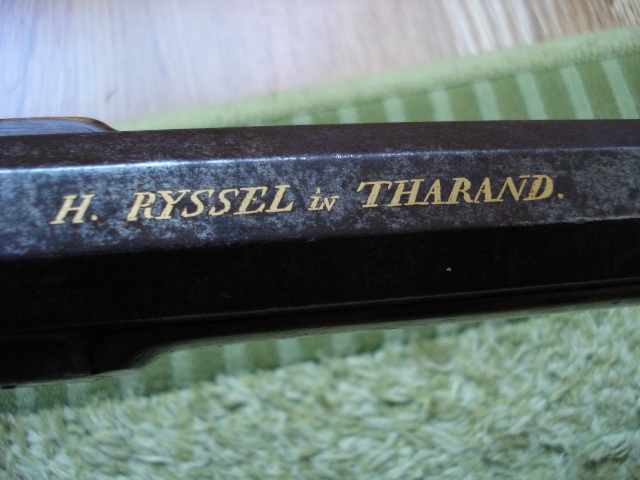 H. RYSSEL in THARAND.